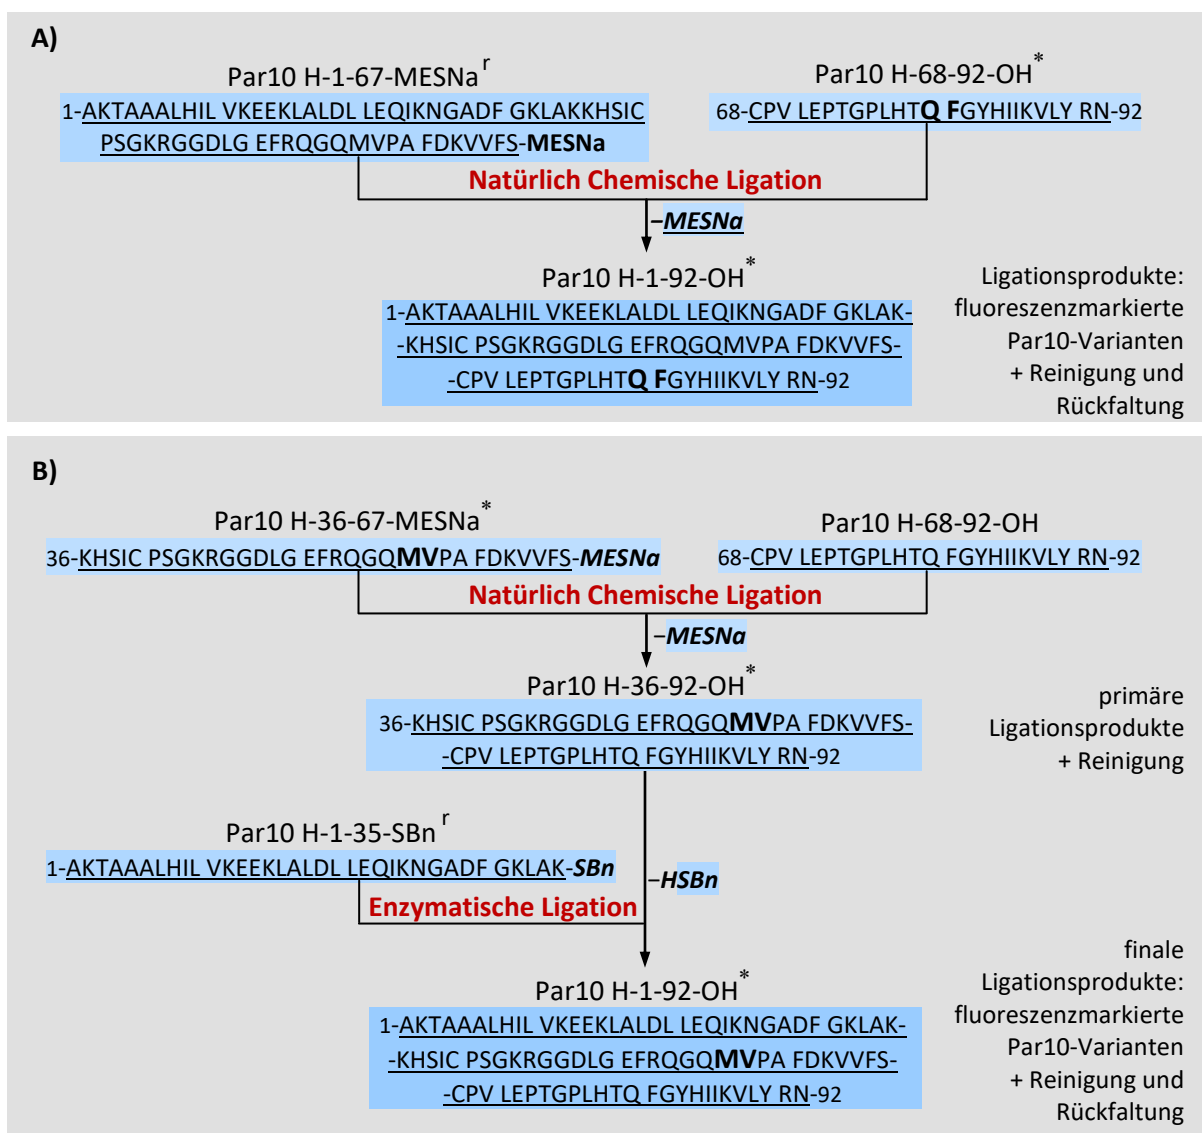 A)
Par10 H-1-67-MESNa r
Par10 H-68-92-OH*
1-AKTAAALHIL VKEEKLALDL LEQIKNGADF GKLAKKHSIC
PSGKRGGDLG EFRQGQMVPA FDKVVFS-MESNa
68-CPV LEPTGPLHTQ FGYHIIKVLY RN-92
Natürlich Chemische Ligation
–MESNa
Par10 H-1-92-OH*
1-AKTAAALHIL VKEEKLALDL LEQIKNGADF GKLAK-
-KHSIC PSGKRGGDLG EFRQGQMVPA FDKVVFS-
-CPV LEPTGPLHTQ FGYHIIKVLY RN-92
Ligationsprodukte:
fluoreszenzmarkierte
Par10-Varianten
+ Reinigung und
Rückfaltung
B)
Par10 H-36-67-MESNa*
Par10 H-68-92-OH
36-KHSIC PSGKRGGDLG EFRQGQMVPA FDKVVFS-MESNa
68-CPV LEPTGPLHTQ FGYHIIKVLY RN-92
Natürlich Chemische Ligation
–MESNa
Par10 H-36-92-OH*
36-KHSIC PSGKRGGDLG EFRQGQMVPA FDKVVFS-
-CPV LEPTGPLHTQ FGYHIIKVLY RN-92
primäre
Ligationsprodukte
+ Reinigung
Par10 H-1-35-SBn r
1-AKTAAALHIL VKEEKLALDL LEQIKNGADF GKLAK-SBn
–HSBn
Enzymatische Ligation
Par10 H-1-92-OH*
1-AKTAAALHIL VKEEKLALDL LEQIKNGADF GKLAK-
-KHSIC PSGKRGGDLG EFRQGQMVPA FDKVVFS-
-CPV LEPTGPLHTQ FGYHIIKVLY RN-92
finale
Ligationsprodukte:
fluoreszenzmarkierte
Par10-Varianten
+ Reinigung und
Rückfaltung